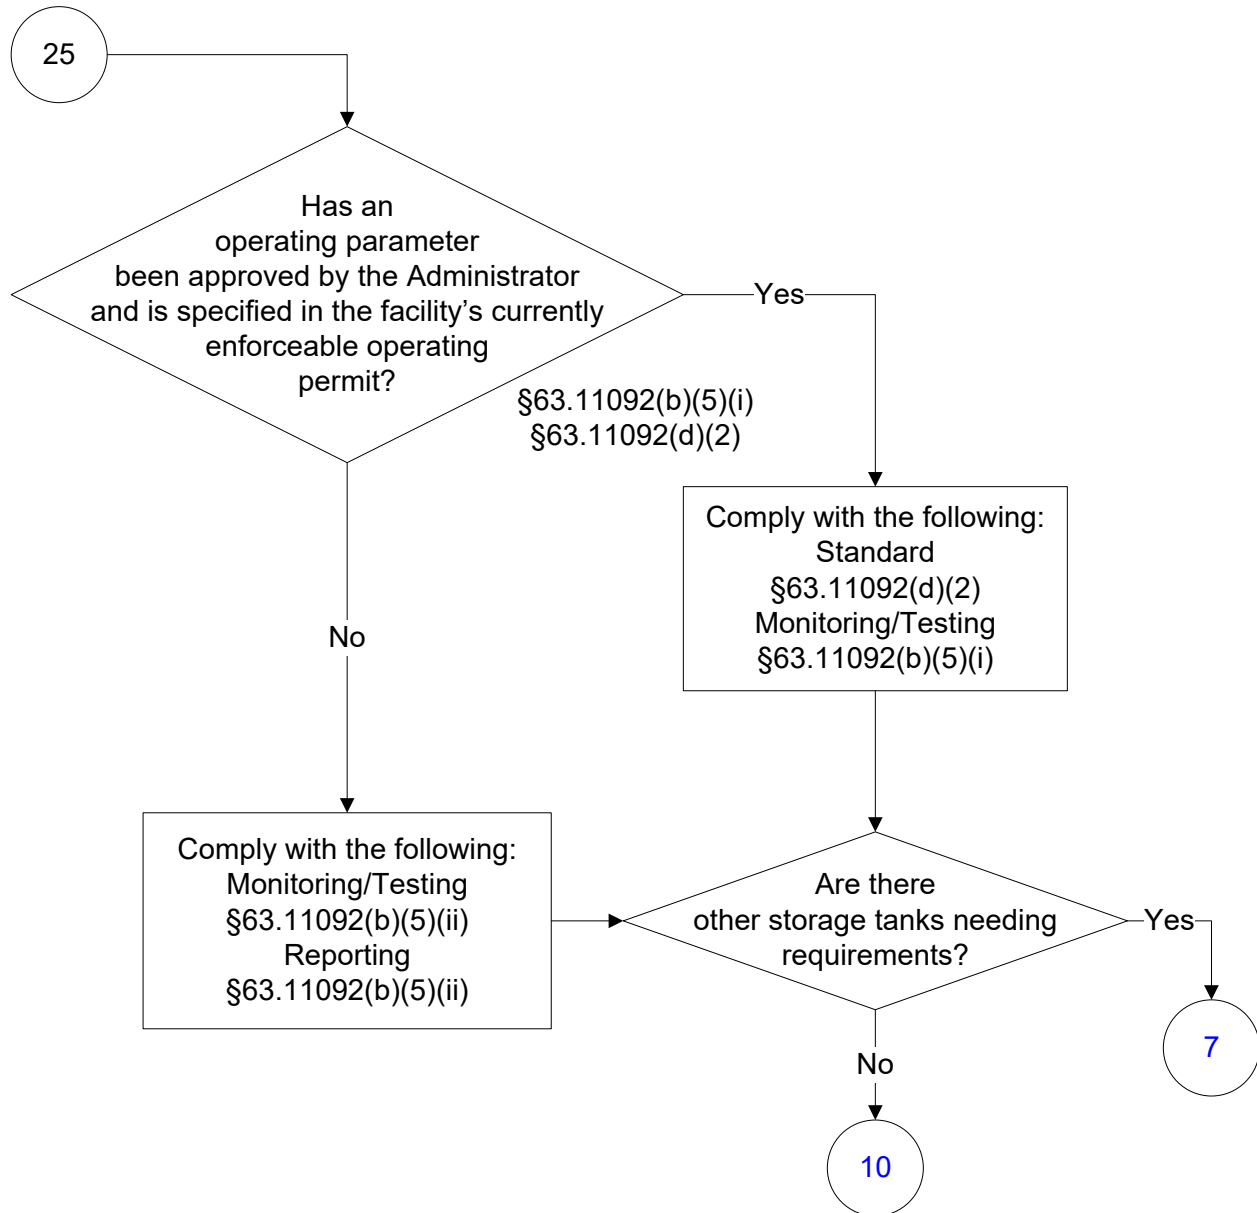 25
Has an
operating parameter
been approved by the Administrator
and is specified in the facility’s currently
enforceable operating
permit?
Yes
§63.11092(b)(5)(i)
§63.11092(d)(2)
Comply with the following:
Standard
§63.11092(d)(2)
Monitoring/Testing
§63.11092(b)(5)(i)
No
Comply with the following:
Monitoring/Testing
§63.11092(b)(5)(ii)
Reporting
§63.11092(b)(5)(ii)
Are there
other storage tanks needing
requirements?
Yes
7
No
10